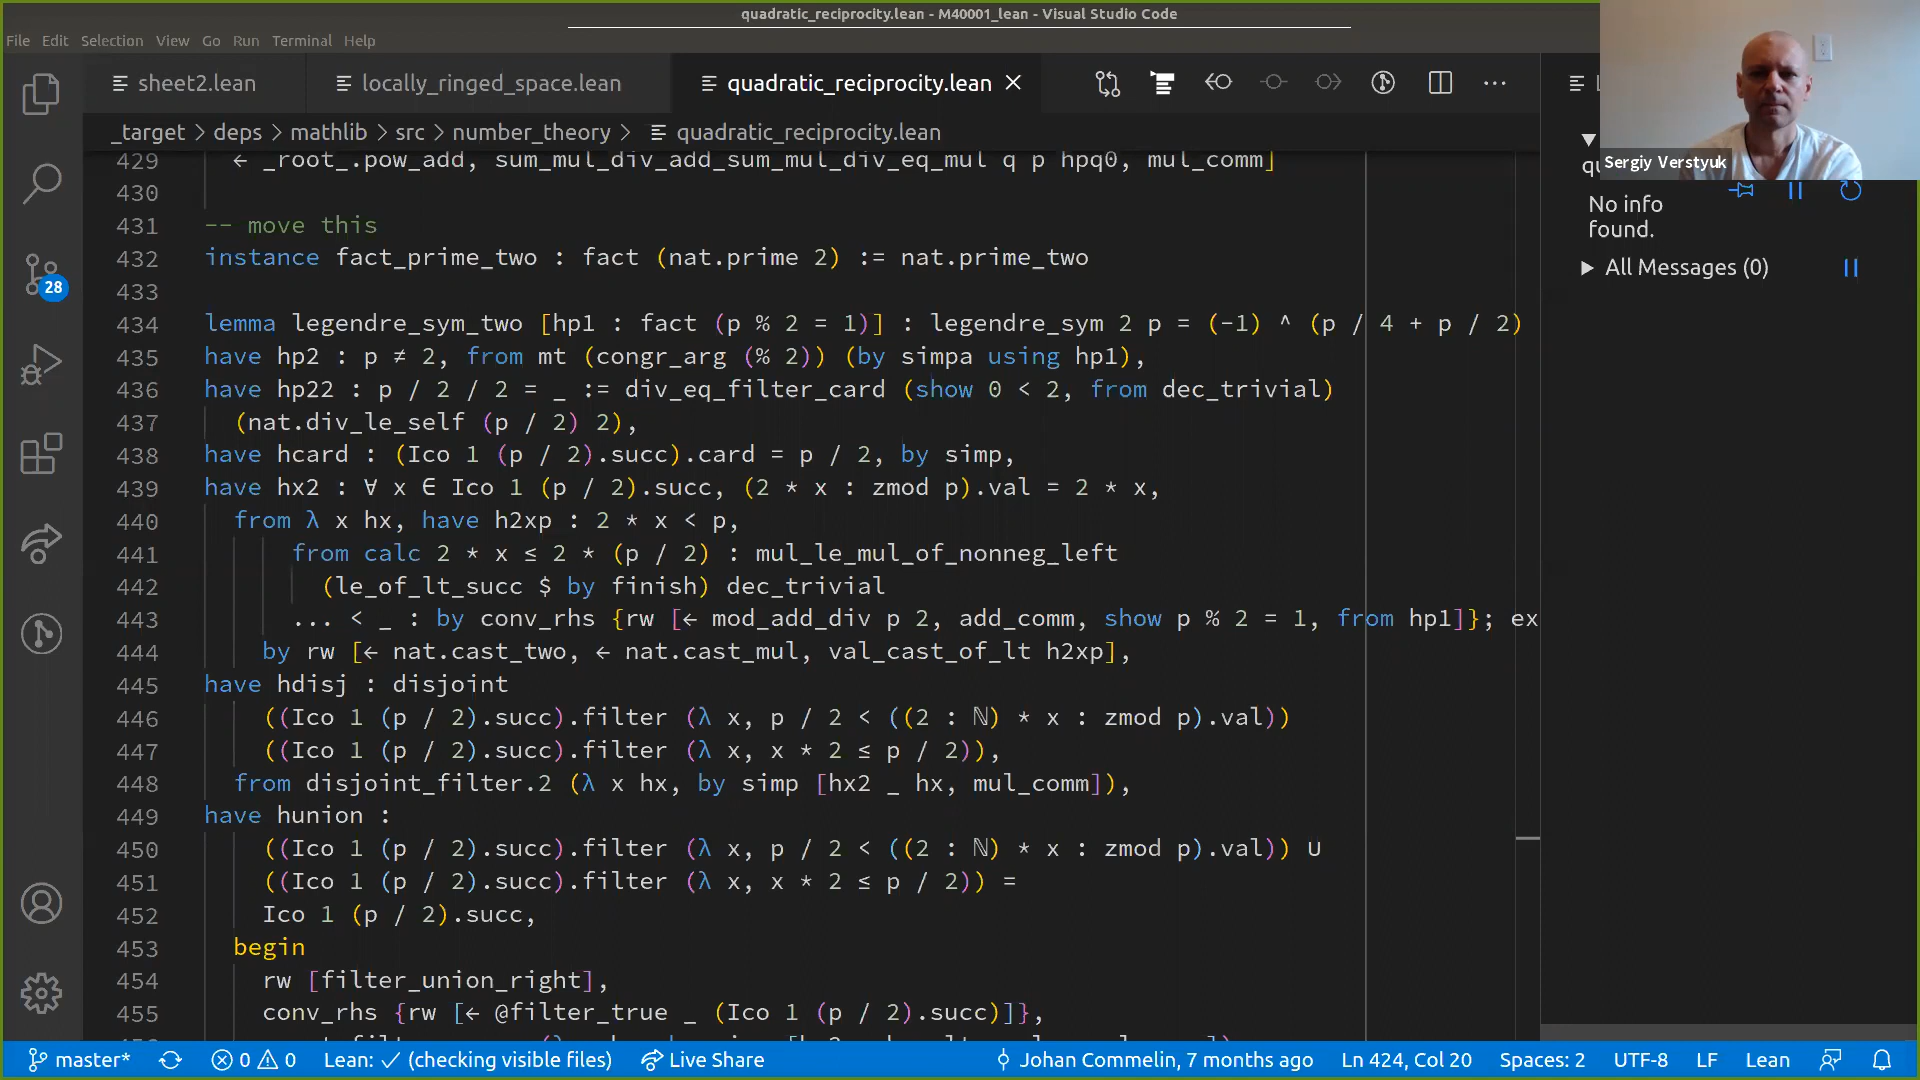 quadratic_reciprocity.lean - M40001_lean - Visual Studio Code
File Edit Selection View Go Run Terminal Help
sheet2.lean locally_ringed_space.lean quadratic_reciprocity.lean
_target > deps > mathlib > src > number_theory > quadratic_reciprocity.lean
Sergiy Verstyuk
No info
found.
All Messages (0)
28
429 ← _root_.pow_add, sum_mul_div_add_sum_mul_div_eq_mul q p hpq0, mul_comm]
430
431 -- move this
432 instance fact_prime_two : fact (nat.prime 2) := nat.prime_two
433
434 lemma legendre_sym_two [hp1 : fact (p % 2 = 1)] : legendre_sym 2 p = (-1) ^ (p / 4 + p / 2)
435 have hp2 : p ≠ 2, from mt (congr_arg (% 2)) (by simpa using hp1),
436 have hp22 : p / 2 / 2 = _ := div_eq_filter_card (show 0 < 2, from dec_trivial)
437 (nat.div_le_self (p / 2) 2),
438 have hcard : (Ico 1 (p / 2).succ).card = p / 2, by simp,
439 have hx2 : ∀ x ∈ Ico 1 (p / 2).succ, (2 * x : zmod p).val = 2 * x,
440 from λ x hx, have h2xp : 2 * x < p,
441 from calc 2 * x ≤ 2 * (p / 2) : mul_le_mul_of_nonneg_left
442 (le_of_lt_succ $ by finish) dec_trivial
443 ... < _ : by conv_rhs {rw [← mod_add_div p 2, add_comm, show p % 2 = 1, from hp1]}; ex
444 by rw [← nat.cast_two, ← nat.cast_mul, val_cast_of_lt h2xp],
445 have hdisj : disjoint
446 ((Ico 1 (p / 2).succ).filter (λ x, p / 2 < ((2 : ℕ) * x : zmod p).val))
447 ((Ico 1 (p / 2).succ).filter (λ x, x * 2 ≤ p / 2)),
448 from disjoint_filter.2 (λ x hx, by simp [hx2 _ hx, mul_comm]),
449 have hunion :
450 ((Ico 1 (p / 2).succ).filter (λ x, p / 2 < ((2 : ℕ) * x : zmod p).val)) ∪
451 ((Ico 1 (p / 2).succ).filter (λ x, x * 2 ≤ p / 2)) =
452 Ico 1 (p / 2).succ,
453 begin
454 rw [filter_union_right],
455 conv_rhs {rw [← @filter_true _ (Ico 1 (p / 2).succ)]},
master* 0 0 Lean: ✓ (checking visible files) Live Share Johan Commelin, 7 months ago Ln 424, Col 20 Spaces: 2 UTF-8 LF Lean